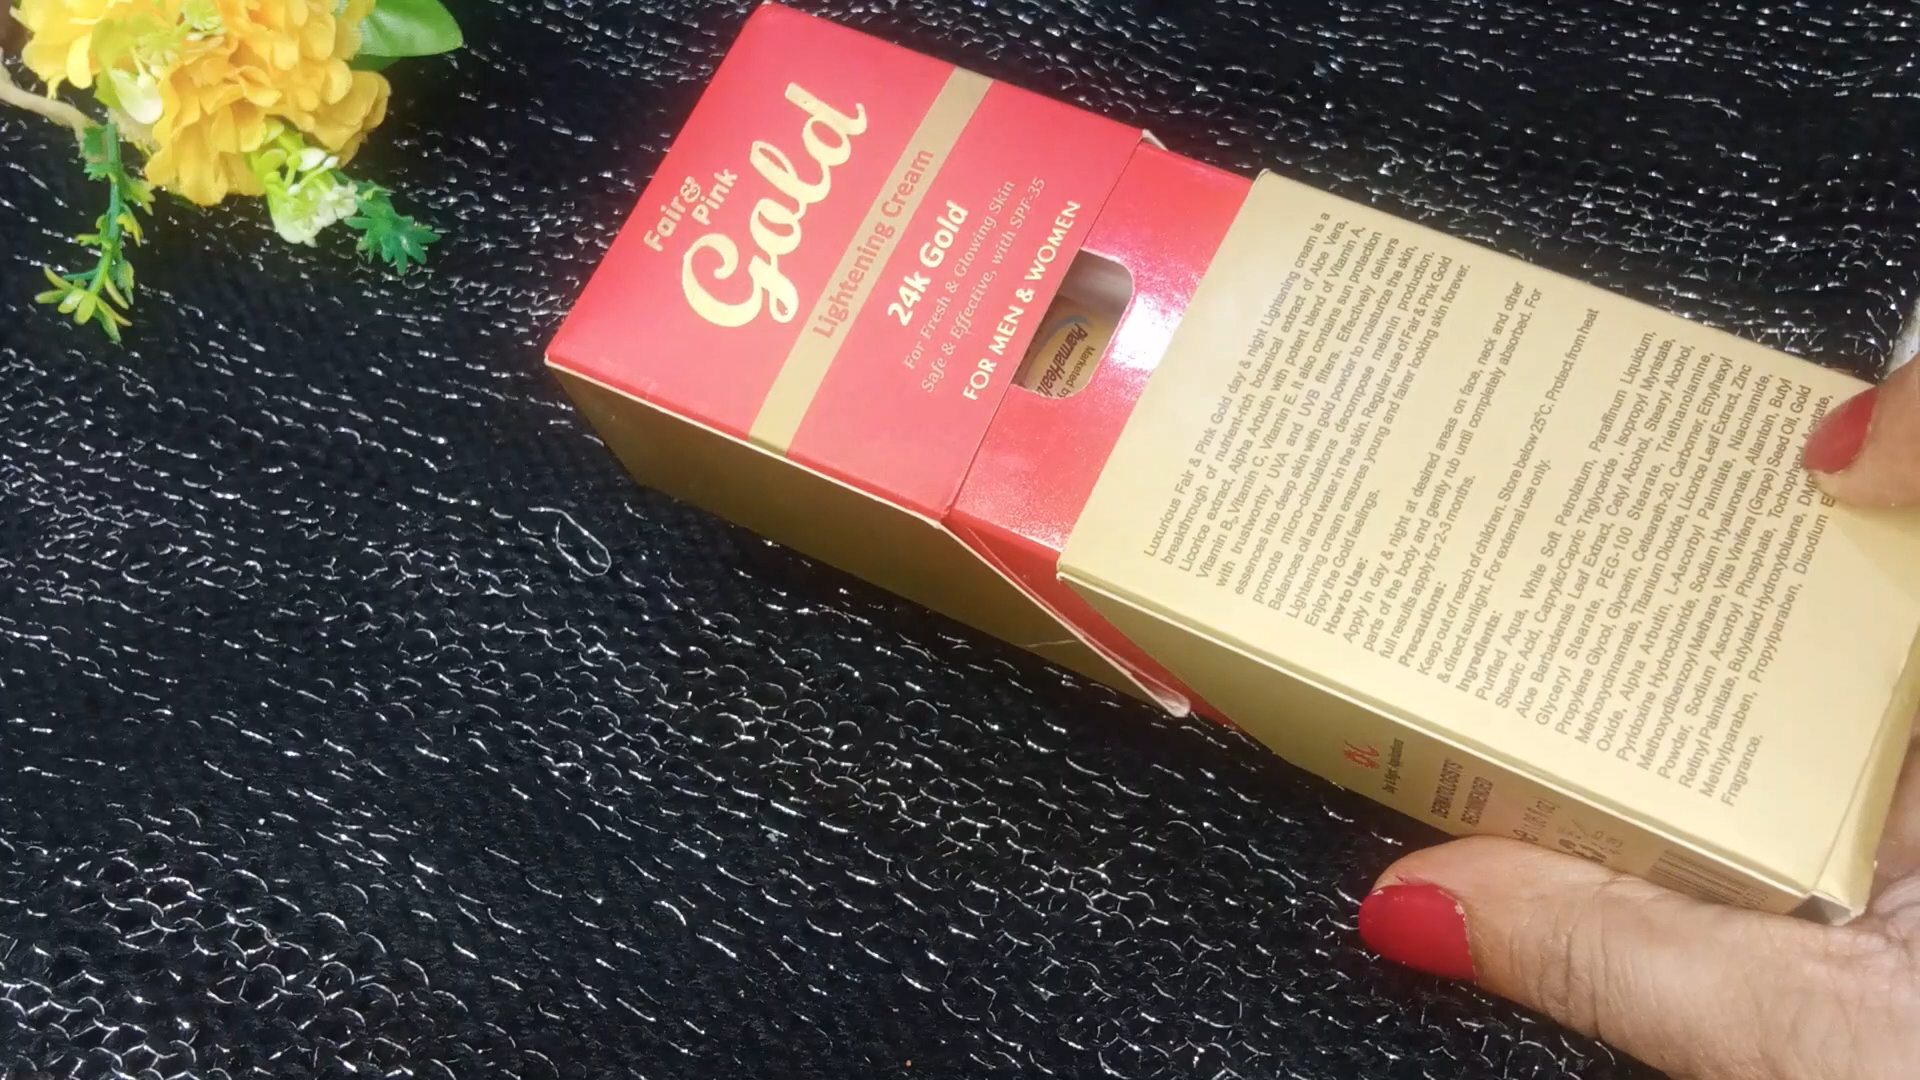 Fair&
Pink
Gold
Lightening Cream
24k Gold
For Fresh & Glowing Skin
Safe & Effective, with SPF-35
FOR MEN & WOMEN
Marketed
PharmaHealth
Luxurious Fair & Pink Gold day & night Lightening cream is a
breakthrough of nutrient-rich botanical extract of Aloe Vera,
Licorice extract, Alpha Arbutin with potent blend of Vitamin A,
Vitamin B, Vitamin C, Vitamin E. It also contains sun protection
with trustworthy UVA and UVB filters. Effectively delivers
essences into deep skin with gold powder to moisturize the skin,
promote micro-circulations decompose melanin production.
Balances oil and water in the skin. Regular use of Fair & Pink Gold
Lightening cream ensures young and fairer looking skin forever.
Enjoy the Gold feelings.
How to Use:
Apply in day & night at desired areas on face, neck and other
parts of the body and gently rub until completely absorbed. For
full results apply for 2-3 months.
Precautions:
Keep out of reach of children. Store below 25°C. Protect from heat
& direct sunlight. For external use only.
Ingredients:
Purified Aqua, White Soft Petrolatum, Paraffinum Liquidum,
Stearic Acid, Caprylic/Capric Triglyceride, Isopropyl Myristate,
Aloe Barbadensis Leaf Extract, Cetyl Alcohol, Stearyl Alcohol,
Glyceryl Stearate, PEG-100 Stearate, Triethanolamine,
Propylene Glycol, Glycerin, Ceteareth-20, Carbomer, Ethylhexyl
Methoxycinnamate, Titanium Dioxide, Licorice Leaf Extract, Zinc
Oxide, Alpha Arbutin, L-Ascorbyl Palmitate, Niacinamide,
Pyridoxine Hydrochloride, Sodium Hyaluronate, Allantoin, Butyl
Methoxydibenzoyl Methane, Vitis Vinifera (Grape) Seed Oil, Gold
Powder, Sodium Ascorbyl Phosphate, Tochopheryl Acetate,
Retinyl Palmitate, Butylated Hydroxytoluene,
Methylparaben, Propylparaben, Disodium
Fragrance.
DERMATOLOGISTS
RECOMMENDED